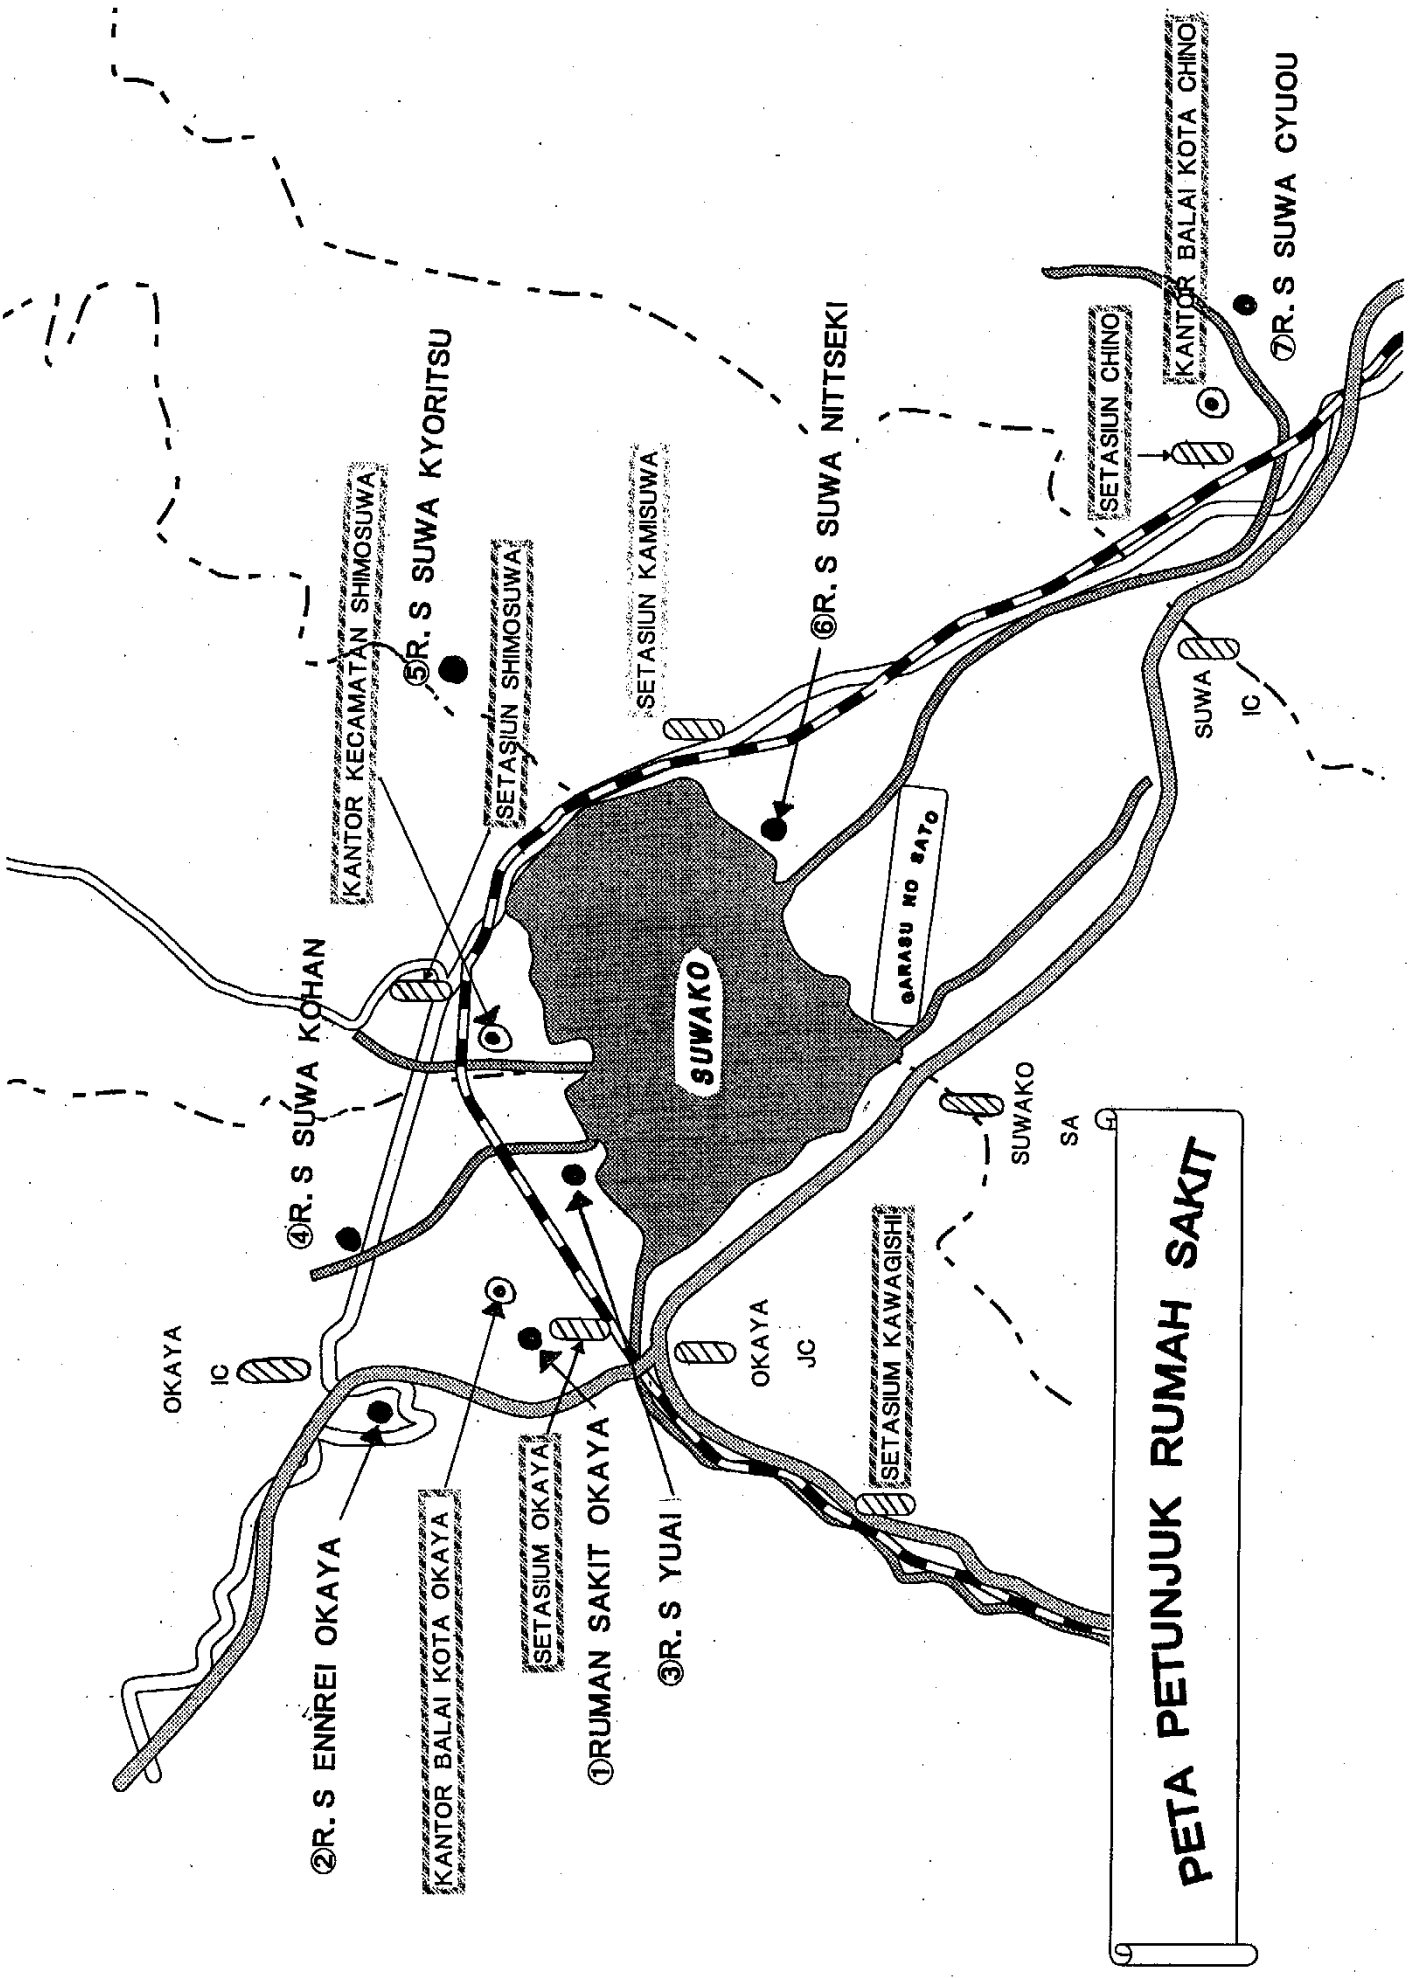 PETA PETUNJUK RUMAH SAKIT
①RUMAN SAKIT OKAYA
②R.S ENNREI OKAYA
③R.S YUAI
④R.S SUWA KOHAN
⑤R.S SUWA KYORITSU
⑥R.S SUWA NITTSEKI
⑦R.S SUWA CYUOU
OKAYA
IC
KANTOR BALAI KOTA OKAYA
SETASIUM OKAYA
OKAYA
JC
SETASIUM KAWAGISHI
KANTOR KECAMATAN SHIMOSUWA
SETASIUN SHIMOSUWA
SETASIUN KAMISUWA
SUWAKO
GARASU NO SATO
SUWAKO
SA
SUWA
IC
SETASIUN CHINO
KANTOR BALAI KOTA CHINO